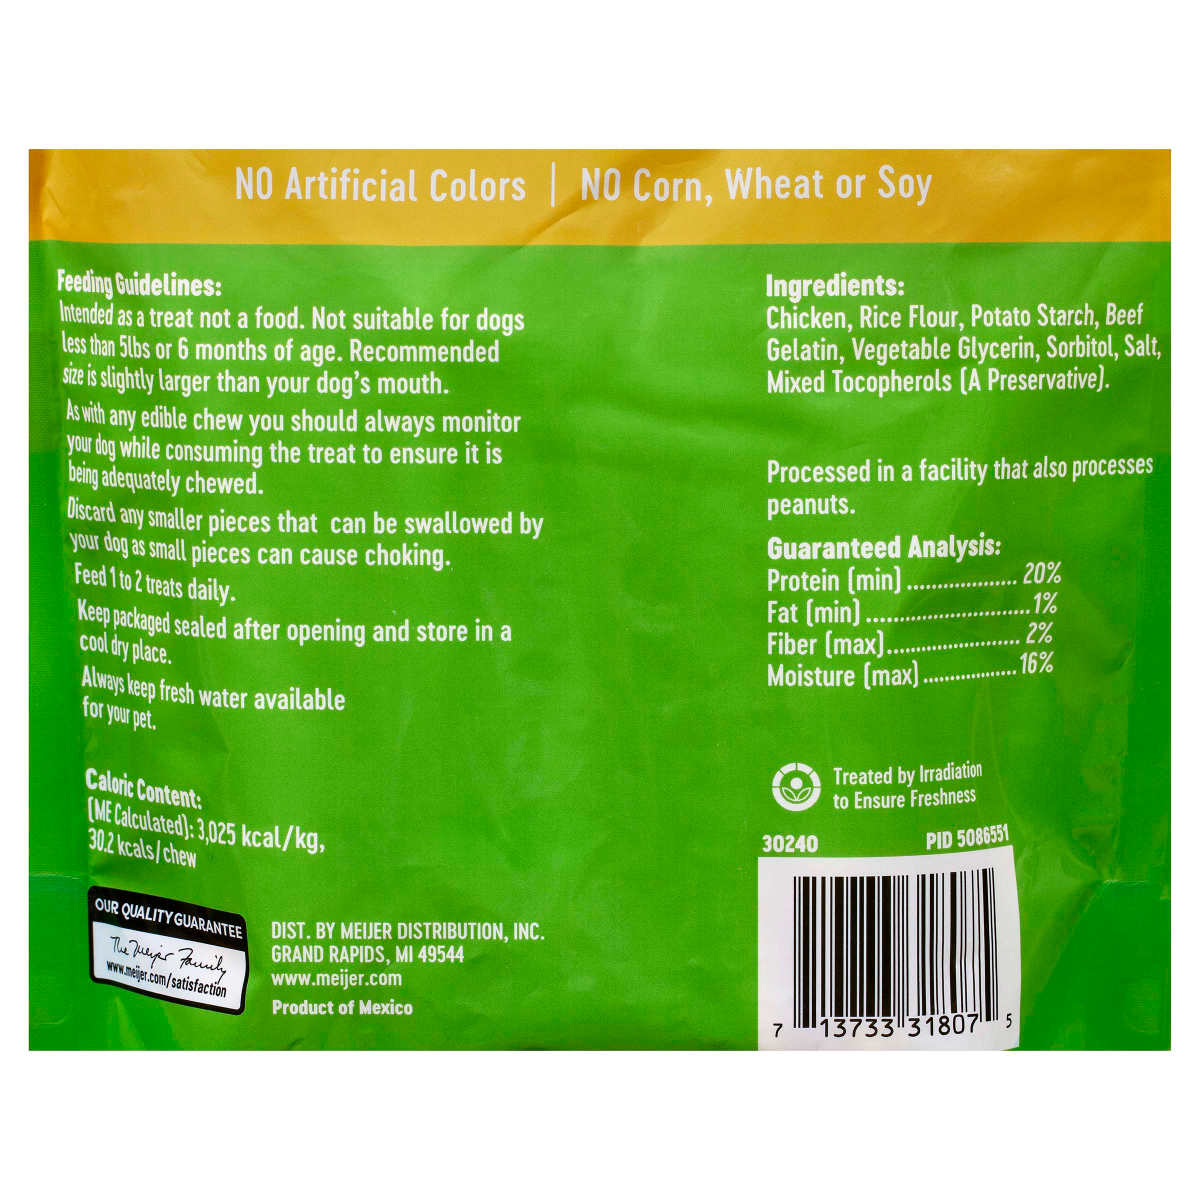 NO Artificial Colors | NO Corn, Wheat or Soy
Feeding Guidelines:
Intended as a treat not a food. Not suitable for dogs
less than 5lbs or 6 months of age. Recommended
size is slightly larger than your dog's mouth.
As with any edible chew you should always monitor
your dog while consuming the treat to ensure it is
being adequately chewed.
Discard any smaller pieces that can be swallowed by
your dog as small pieces can cause choking.
Feed 1 to 2 treats daily.
Keep packaged sealed after opening and store in a
cool dry place.
Always keep fresh water available
for your pet.
Caloric Content:
(ME Calculated): 3,025 kcal/kg,
30.2 kcals/chew
OUR QUALITY GUARANTEE
The Meijer Family
www.meijer.com/satisfaction
DIST. BY MEIJER DISTRIBUTION, INC.
GRAND RAPIDS, MI 49544
www.meijer.com
Product of Mexico
Ingredients:
Chicken, Rice Flour, Potato Starch, Beef
Gelatin, Vegetable Glycerin, Sorbitol, Salt,
Mixed Tocopherols (A Preservative).
Processed in a facility that also processes
peanuts.
Guaranteed Analysis:
Protein (min) .................... 20%
Fat (min) .............................. 1%
Fiber (max)........................ 2%
Moisture (max) ................. 16%
Treated by Irradiation
to Ensure Freshness
30240 PID 5086551
7 13733 31807 5